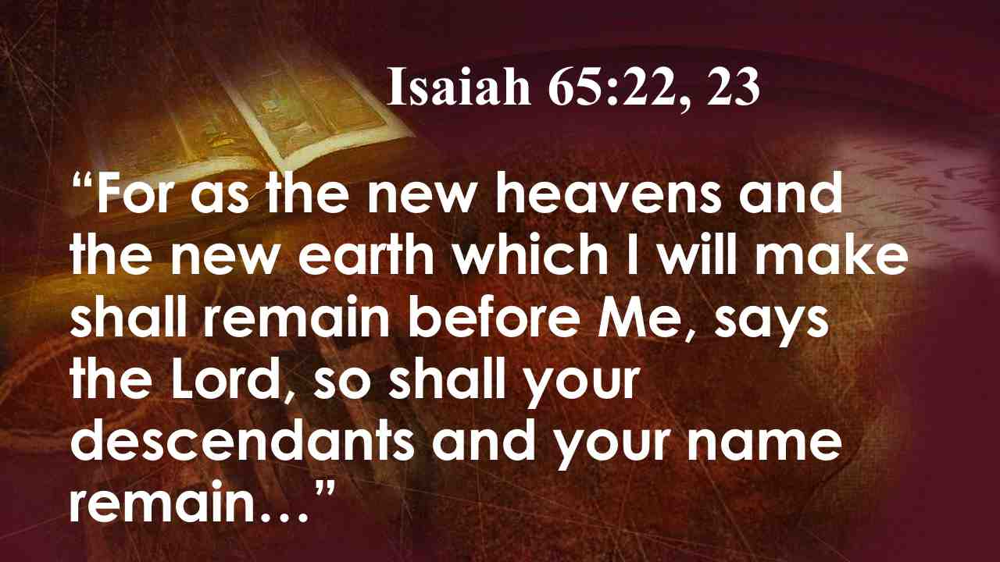 Isaiah 65:22, 23
“For as the new heavens and
the new earth which I will make
shall remain before Me, says
the Lord, so shall your
descendants and your name
remain…”